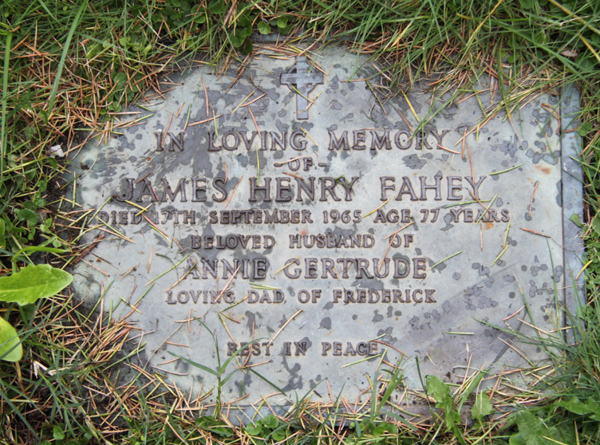 IN LOVING MEMORY
- OF -
JAMES HENRY FAHEY
DIED SEPTEMBER 1965 AGE 77 YEARS
BELOVED HUSBAND OF
ANNIE GERTRUDE
LOVING DAD, OF FREDERICK
REST IN PEACE